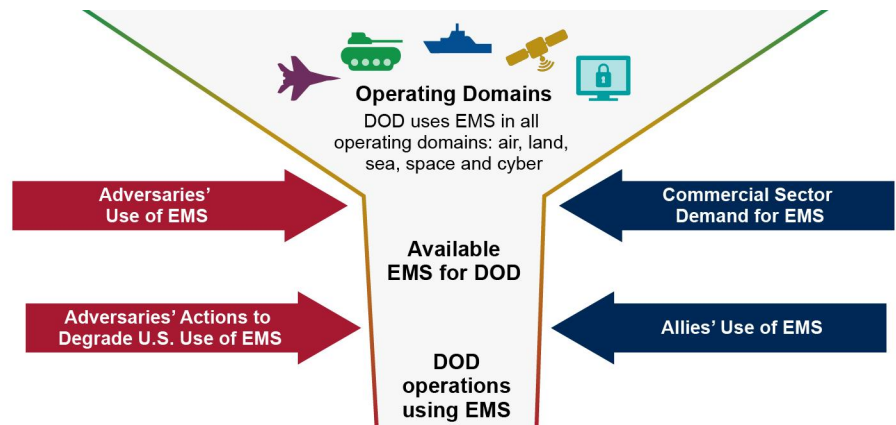 Operating Domains
DOD uses EMS in all
operating domains: air, land,
sea, space and cyber
Adversaries'
Use of EMS
Commercial Sector
Demand for EMS
Available
EMS for DOD
Adversaries' Actions to
Degrade U.S. Use of EMS
Allies' Use of EMS
DOD
operations
using EMS